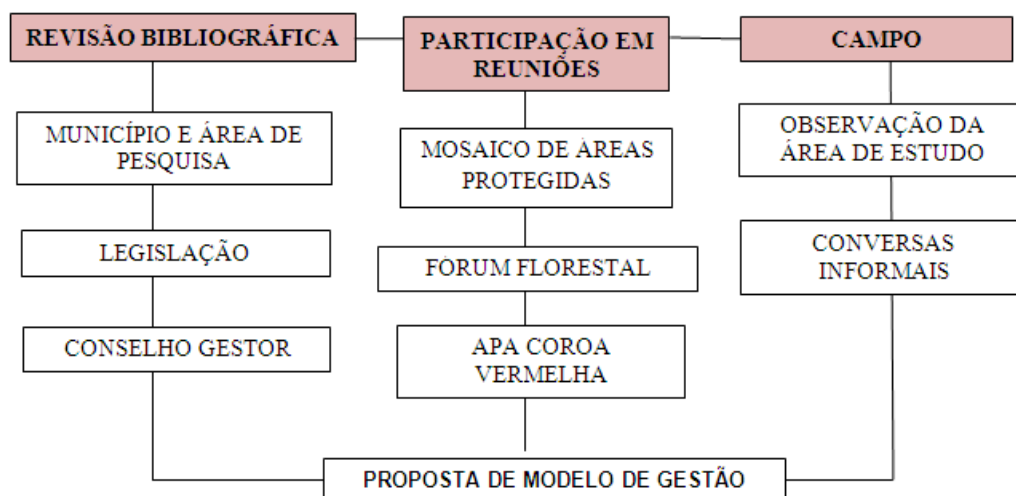 REVISÃO BIBLIOGRÁFICA
PARTICIPAÇÃO EM
REUNIÕES
CAMPO
MUNICÍPIO E ÁREA DE
PESQUISA
MOSAICO DE ÁREAS
PROTEGIDAS
OBSERVAÇÃO DA
ÁREA DE ESTUDO
LEGISLAÇÃO
FÓRUM FLORESTAL
CONVERSAS
INFORMAIS
CONSELHO GESTOR
APA COROA
VERMELHA
PROPOSTA DE MODELO DE GESTÃO